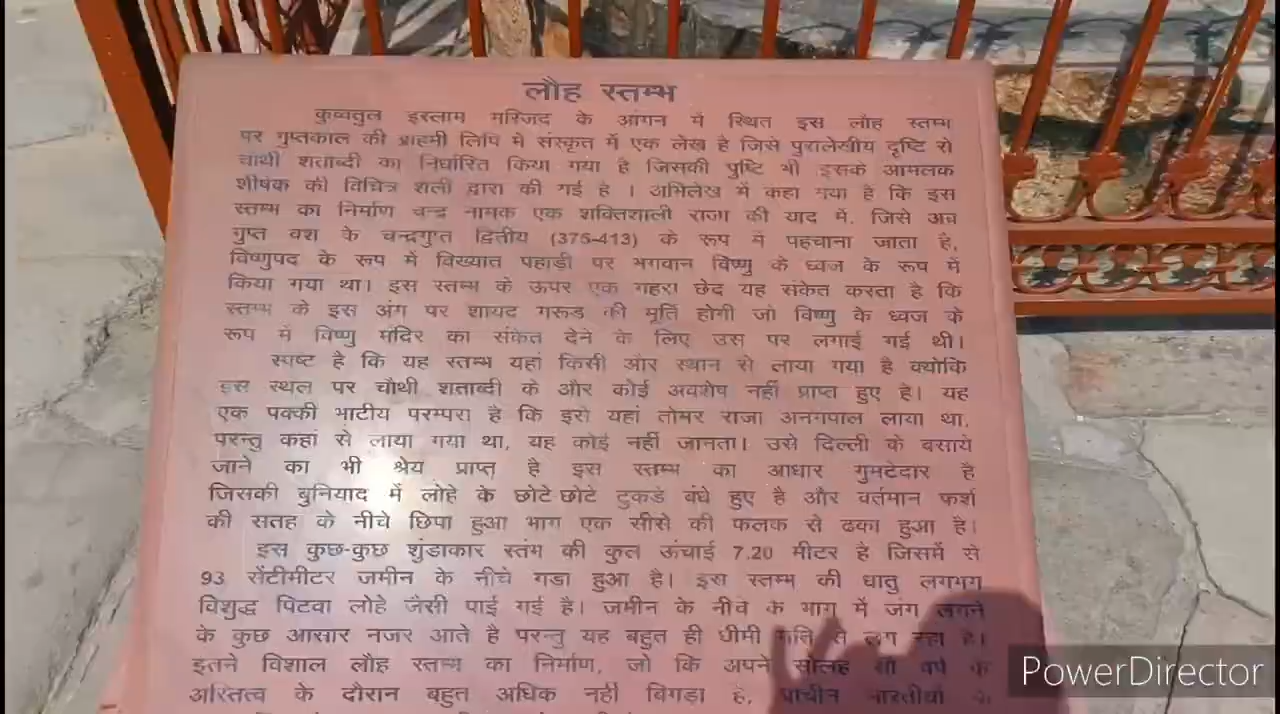 लौह स्तम्भ
कुव्वतुल इस्लाम मस्जिद के आंगन में स्थित इस लौह स्तम्भ
पर गुप्तकाल की ब्राह्मी लिपि में संस्कृत में एक लेख है जिसे पुरालेखीय दृष्टि से
चौथी शताब्दी का निर्धारित किया गया है जिसकी पुष्टि भी इसके आमलक
शीर्षक की विचित्र शैली द्वारा की गई है । अभिलेख में कहा गया है कि इस
स्तम्भ का निर्माण चन्द्र नामक एक शक्तिशाली राजा की याद में, जिसे अब
गुप्त वंश के चन्द्रगुप्त द्वितीय (375-413) के रूप में पहचाना जाता है,
विष्णुपद के रूप में विख्यात पहाड़ी पर भगवान विष्णु के ध्वज के रूप में
किया गया था। इस स्तम्भ के ऊपर एक गहरा छेद यह संकेत करता है कि
स्तम्भ के इस अंग पर शायद गरूड़ की मूर्ति होगी जो विष्णु के ध्वज के
रूप में विष्णु मंदिर का संकेत देने के लिए उस पर लगाई गई थी।
स्पष्ट है कि यह स्तम्भ यहां किसी और स्थान से लाया गया है क्योंकि
इस स्थल पर चौथी शताब्दी के और कोई अवशेष नहीं प्राप्त हुए है। यह
एक पक्की भाटीय परम्परा है कि इसे यहां तोमर राजा अनंगपाल लाया था,
परन्तु कहां से लाया गया था, यह कोई नहीं जानता। उसे दिल्ली के बसाये
जाने का भी श्रेय प्राप्त है इस स्तम्भ का आधार गुमटेदार है
जिसकी बुनियाद में लोहे के छोटे-छोटे टुकड़े बंधे हुए है और वर्तमान फर्श
की सतह के नीचे छिपा हुआ भाग एक सीसे की फलक से ढका हुआ है।
इस कुछ-कुछ शुंडाकार स्तंभ की कुल ऊंचाई 7.20 मीटर है जिसमें से
93 सेंटीमीटर जमीन के नीचे गडा हुआ है। इस स्तम्भ की धातु लगभग
विशुद्ध पिटवा लोहे जैसी पाई गई है। जमीन के नीचे के भाग में जंग लगने
के कुछ आसार नजर आते है परन्तु यह बहुत ही धीमी गति से लग रहा है।
इतने विशाल लौह स्तम्भ का निर्माण, जो कि अपने सोलह सौ वर्ष के
अस्तित्व के दौरान बहुत अधिक नहीं बिगड़ा है, प्राचीन भारतीयों के
PowerDirector